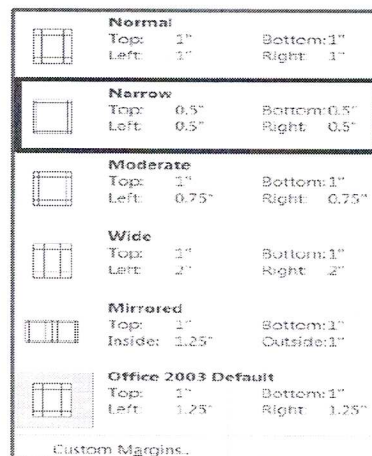 Normal
Top: 1" Bottom: 1"
Left: 1" Right: 1"
Narrow
Top: 0.5" Bottom: 0.5"
Left: 0.5" Right: 0.5"
Moderate
Top: 1" Bottom: 1"
Left: 0.75" Right: 0.75"
Wide
Top: 1" Bottom: 1"
Left: 2" Right: 2"
Mirrored
Top: 1" Bottom: 1"
Inside: 1.25" Outside: 1"
Office 2003 Default
Top: 1" Bottom: 1"
Left: 1.25" Right: 1.25"
Custom Margins..